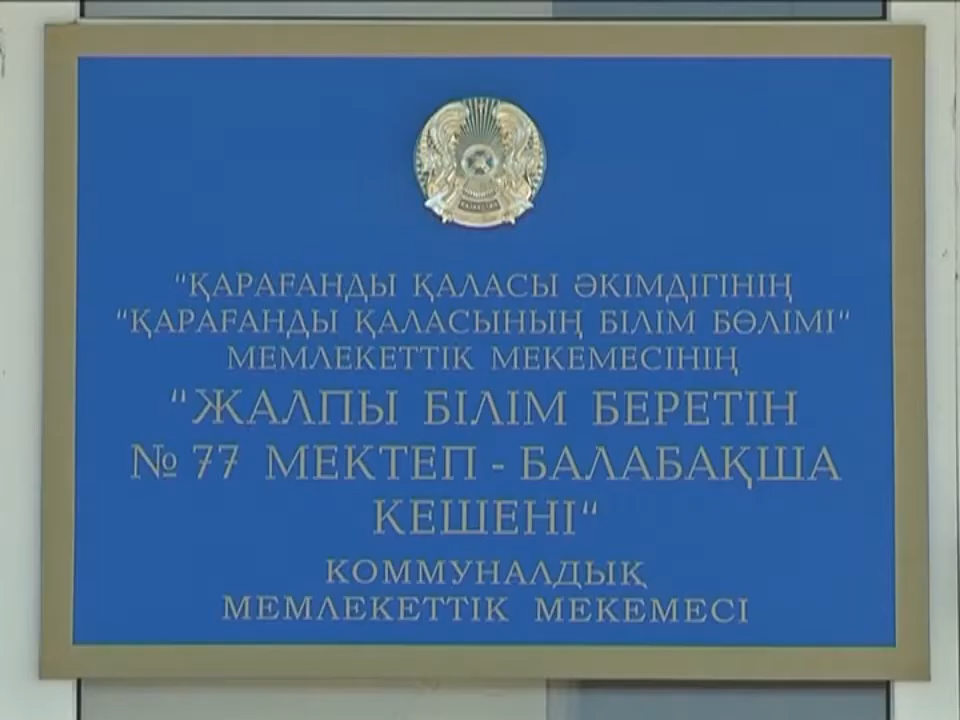 "ҚАРАҒАНДЫ ҚАЛАСЫ ӘКІМДІГІНІҢ
"ҚАРАҒАНДЫ ҚАЛАСЫНЫҢ БІЛІМ БӨЛІМІ"
МЕМЛЕКЕТТІК МЕКЕМЕСІНІҢ
"ЖАЛПЫ БІЛІМ БЕРЕТІН
№ 77 МЕКТЕП - БАЛАБАҚША
КЕШЕНІ"
КОММУНАЛДЫҚ
МЕМЛЕКЕТТІК МЕКЕМЕСІ